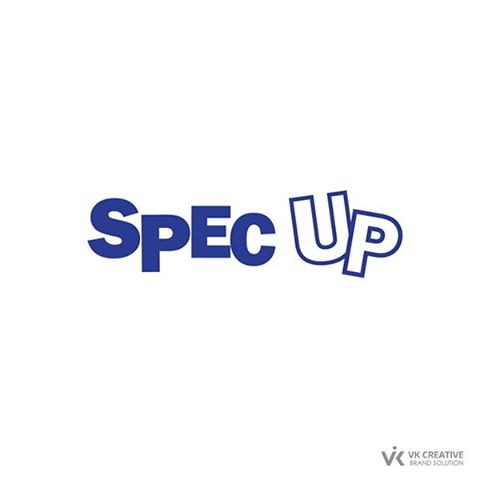 SPEC UP
VK CREATIVE
BRAND SOLUTION